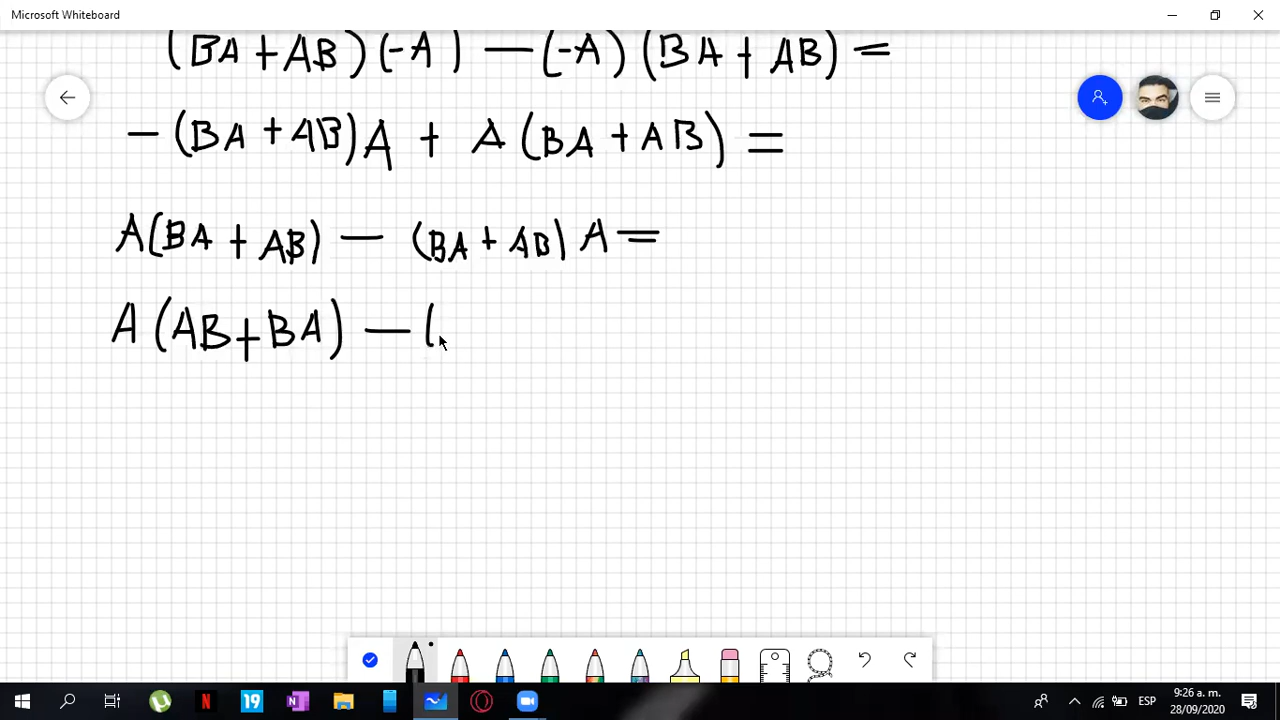 Microsoft Whiteboard
(BA+AB)(-A) —(-A)(BA+AB)=
-(BA+AB)A + A(BA+AB)=
A(BA+AB) — (BA+AB)A=
A(AB+BA) —(
19
N
N
ESP
9:26 a. m.
28/09/2020